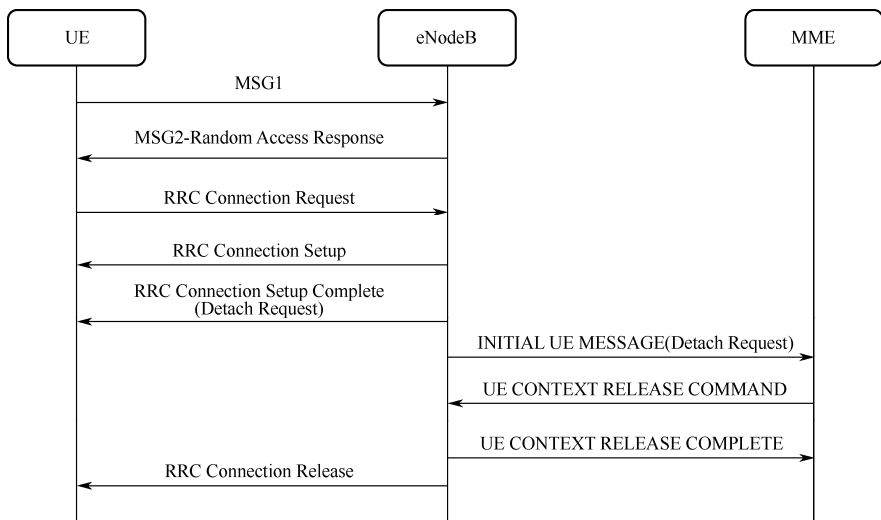 UE
eNodeB
MME
MSG1
MSG2-Random Access Response
RRC Connection Request
RRC Connection Setup
RRC Connection Setup Complete
(Detach Request)
INITIAL UE MESSAGE(Detach Request)
UE CONTEXT RELEASE COMMAND
UE CONTEXT RELEASE COMPLETE
RRC Connection Release